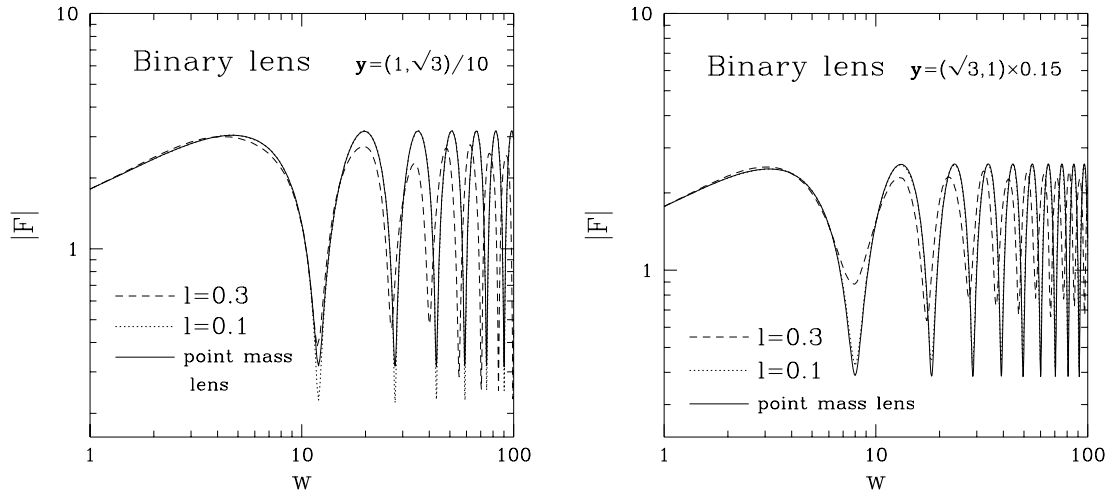 10
Binary lens y=(1,√3)/10
|F|
1
l=0.3
l=0.1
point mass
lens
1 10 100
w
10
Binary lens y=(√3,1)×0.15
|F|
1
l=0.3
l=0.1
point mass lens
1 10 100
w